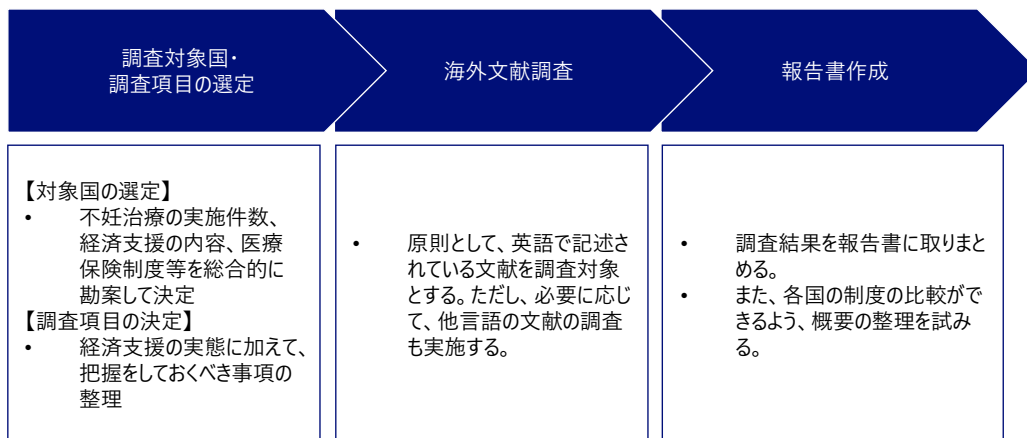 調査対象国・
調査項目の選定
海外文献調査
報告書作成
【対象国の選定】
• 不妊治療の実施件数、
経済支援の内容、医療
保険制度等を総合的に
勘案して決定
【調査項目の決定】
• 経済支援の実態に加えて、
把握をしておくべき事項の
整理
• 原則として、英語で記述さ
れている文献を調査対象
とする。ただし、必要に応じ
て、他言語の文献の調査
も実施する。
• 調査結果を報告書に取りまと
める。
• また、各国の制度の比較がで
きるよう、概要の整理を試み
る。